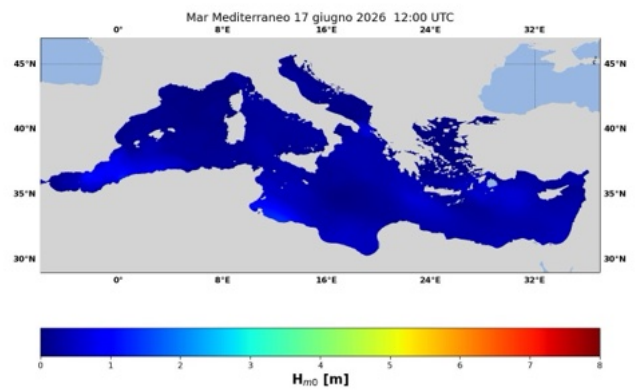 Mar Mediterraneo 17 giugno 2026 12:00 UTC
0° 8°E 16°E 24°E 32°E
45°N 45°N
40°N 40°N
35°N 35°N
30°N 30°N
0° 8°E 16°E 24°E 32°E
0 1 2 3 4 5 6 7 8
Hm0 [m]